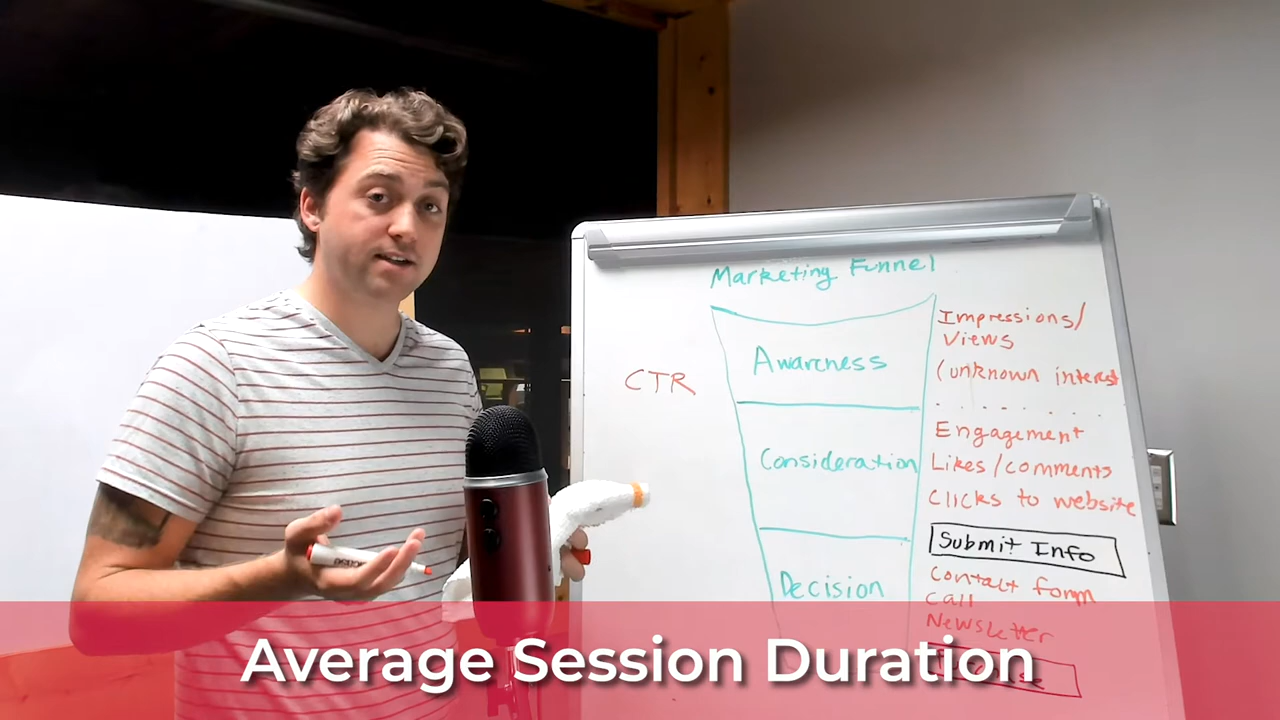 Marketing Funnel
CTR
Awareness
Consideration
Decision
Impressions/
Views
(unknown interest
Engagement
Likes/comments
Clicks to website
Submit Info
Contact form
Call
Newsletter
Average Session Duration